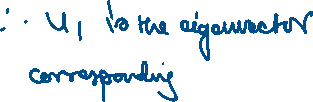 ∴ u₁ is the eigenvector
corresponding